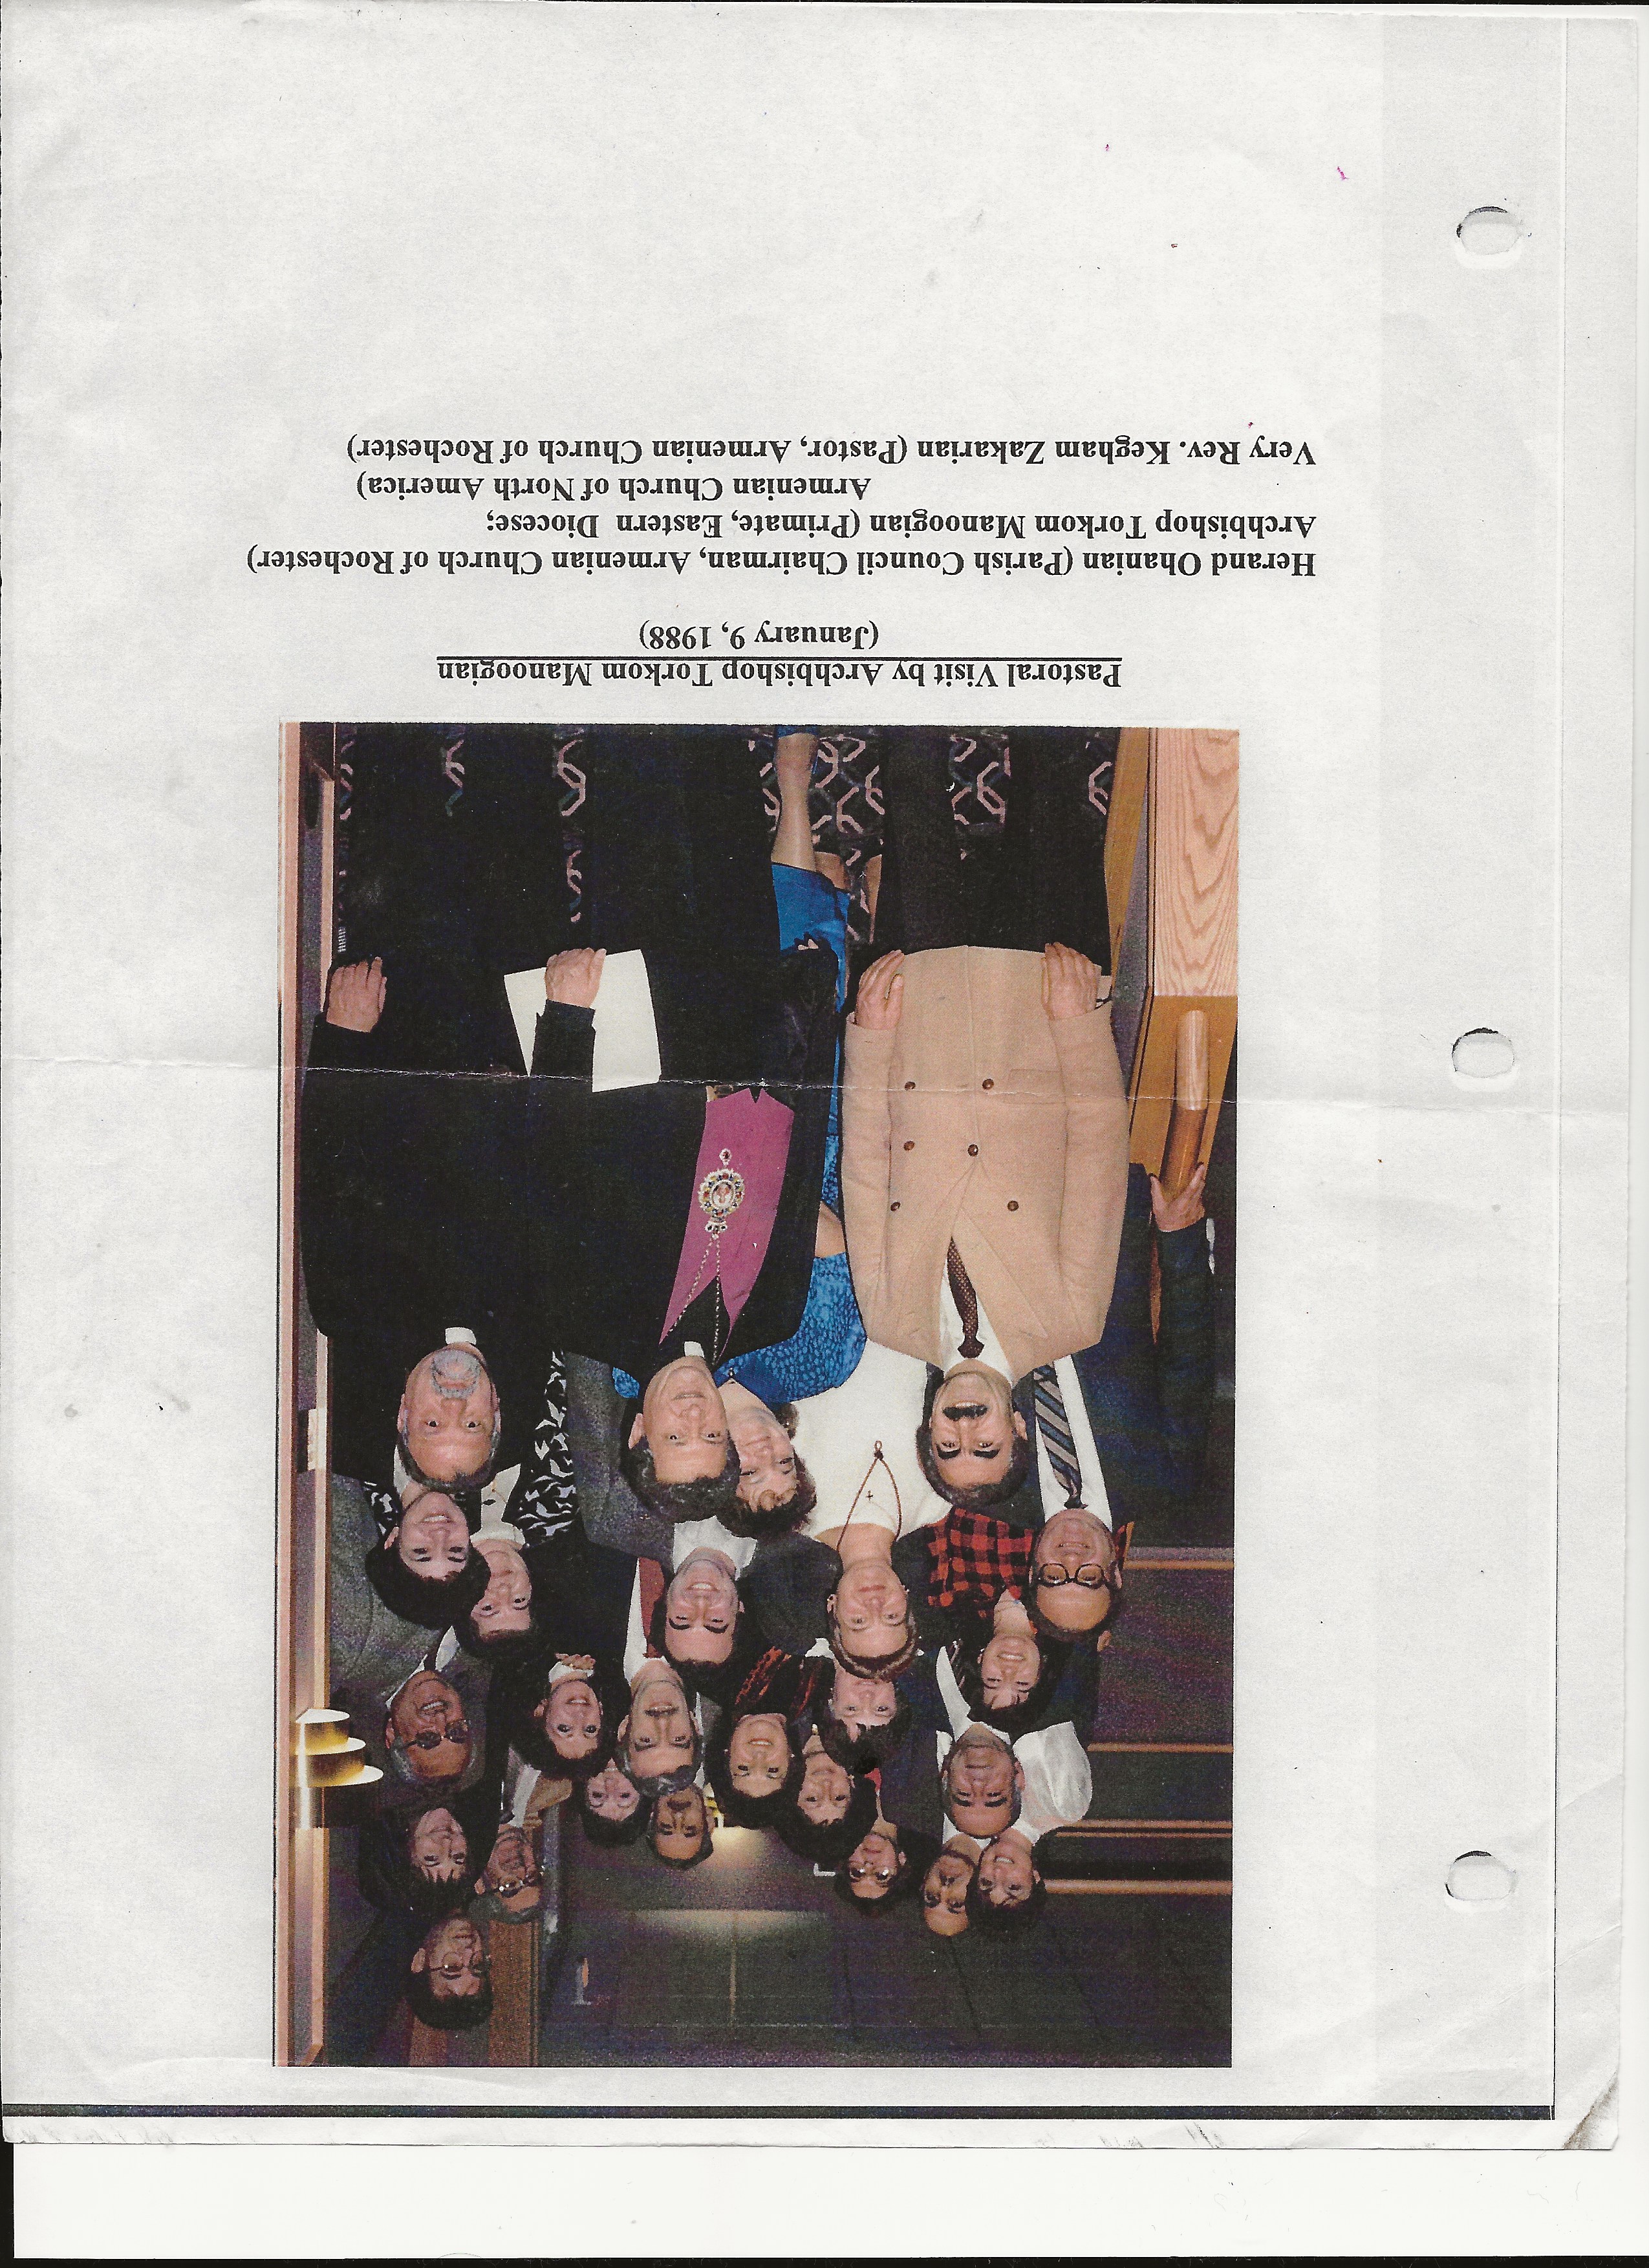 Pastoral Visit by Archbishop Torkom Manoogian
(January 9, 1988)
Herand Ohanian (Parish Council Chairman, Armenian Church of Rochester)
Archbishop Torkom Manoogian (Primate, Eastern Diocese;
Armenian Church of North America)
Very Rev. Kegham Zakarian (Pastor, Armenian Church of Rochester)